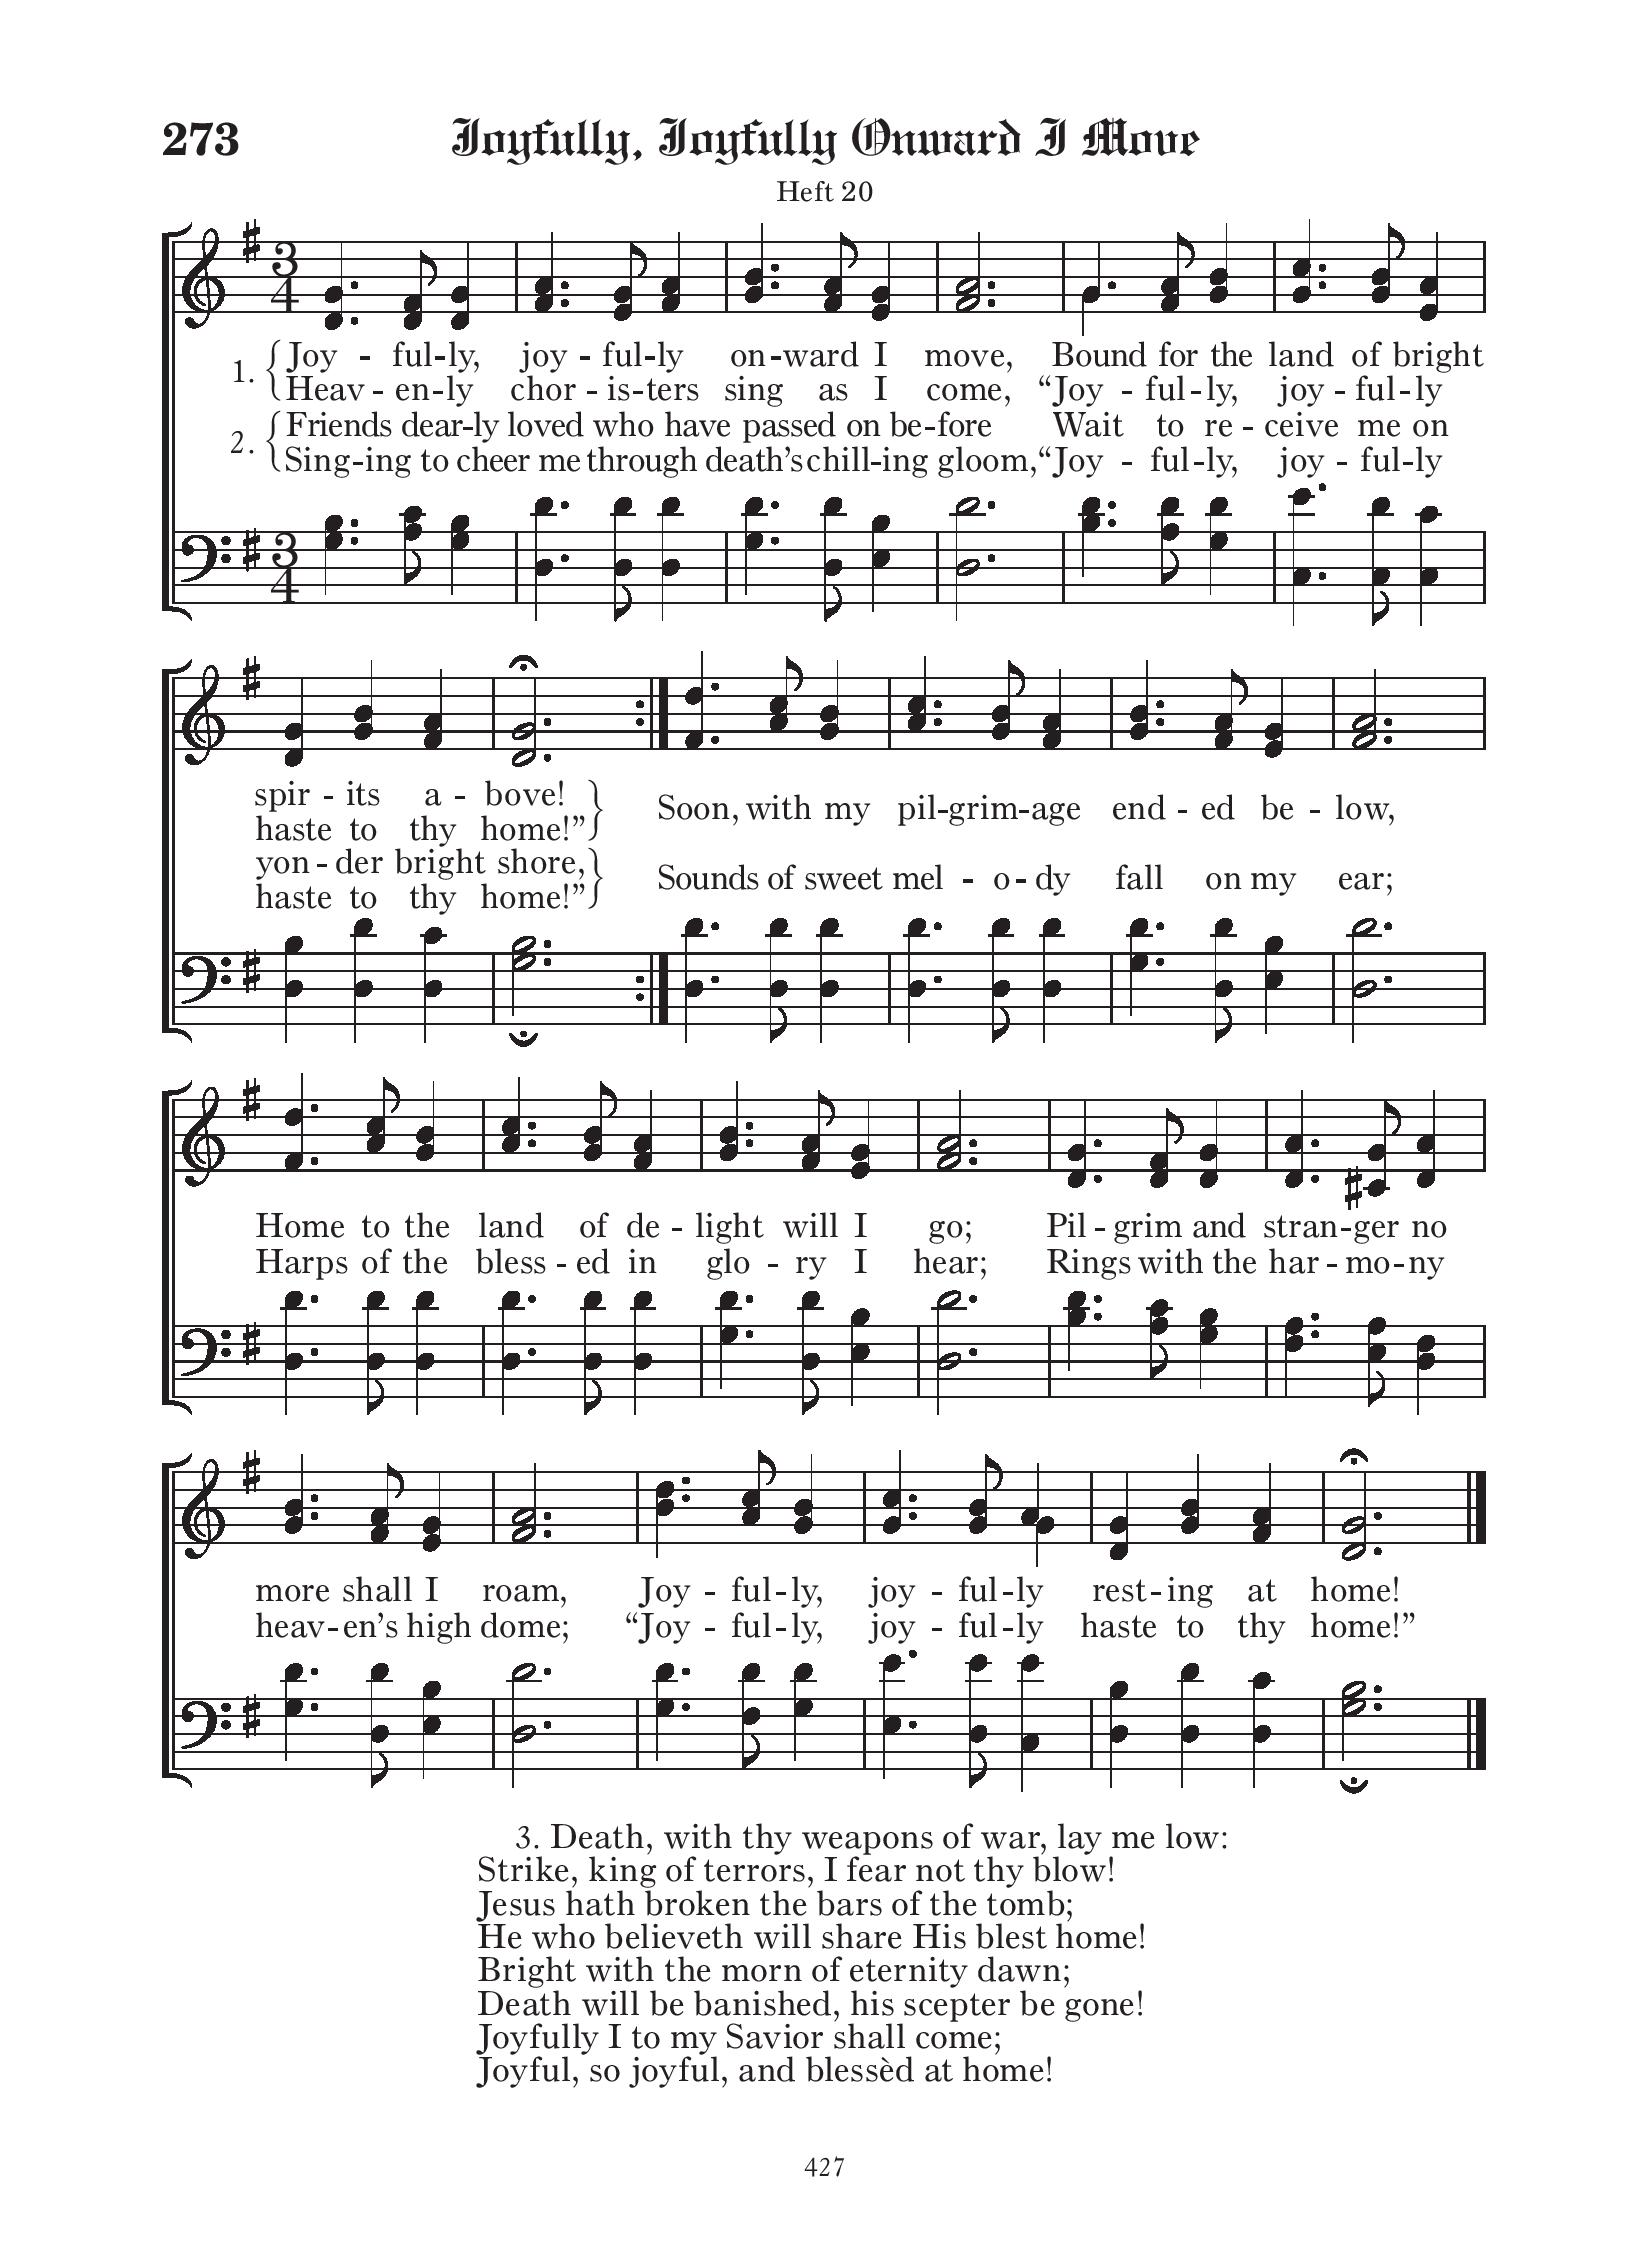 273 Joyfully, Joyfully Onward I Move
Heft 20
1. { Joy - ful-ly, joy - ful-ly on-ward I move, Bound for the land of bright
Heav - en-ly chor - is-ters sing as I come, “Joy - ful-ly, joy - ful-ly
2. { Friends dear-ly loved who have passed on be-fore Wait to re - ceive me on
Sing-ing to cheer me through death’s chill-ing gloom, “Joy - ful-ly, joy - ful-ly
spir - its a - bove! } Soon, with my pil-grim-age end - ed be - low,
haste to thy home!”
yon - der bright shore, } Sounds of sweet mel - o - dy fall on my ear;
haste to thy home!”
Home to the land of de - light will I go; Pil - grim and stran-ger no
Harps of the bless - ed in glo - ry I hear; Rings with the har - mo-ny
more shall I roam, Joy - ful-ly, joy - ful-ly rest-ing at home!
heav-en’s high dome; “Joy - ful-ly, joy - ful-ly haste to thy home!”
3. Death, with thy weapons of war, lay me low:
Strike, king of terrors, I fear not thy blow!
Jesus hath broken the bars of the tomb;
He who believeth will share His blest home!
Bright with the morn of eternity dawn;
Death will be banished, his scepter be gone!
Joyfully I to my Savior shall come;
Joyful, so joyful, and blessèd at home!
427